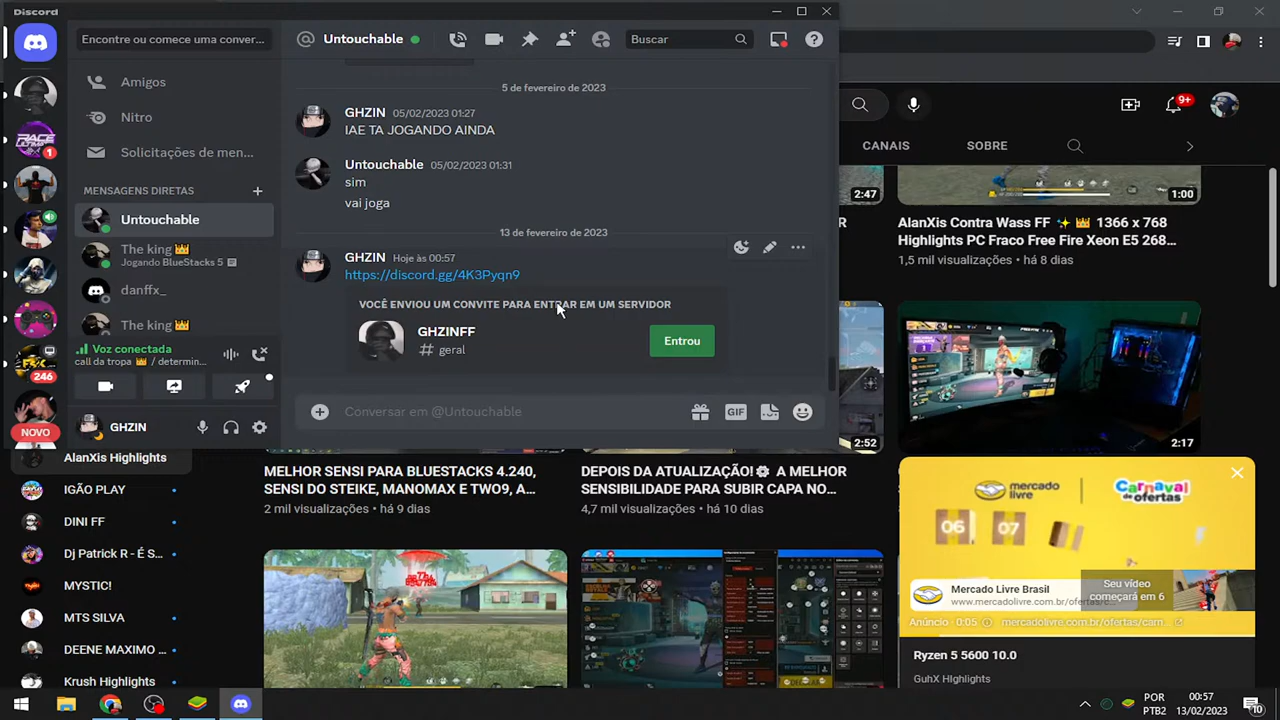 Discord
Encontre ou comece uma conver...
Untouchable
Buscar
Amigos
Nitro
Solicitações de men...
MENSAGENS DIRETAS
Untouchable
The king 👑
Jogando BlueStacks 5
danffx_
The king 👑
Voz conectada
call da tropa 👑 / determin...
GHZIN
1
246
NOVO
5 de fevereiro de 2023
GHZIN 05/02/2023 01:27
IAE TA JOGANDO AINDA
Untouchable 05/02/2023 01:31
sim
vai joga
13 de fevereiro de 2023
GHZIN Hoje às 00:57
https://discord.gg/4K3Pyqn9
VOCÊ ENVIOU UM CONVITE PARA ENTRAR EM UM SERVIDOR
GHZINFF
# geral
Entrou
Conversar em @Untouchable
GIF
9+
CANAIS
SOBRE
2:47
1:00
AlanXis Contra Wass FF ✨ 👑 1366 x 768
Highlights PC Fraco Free Fire Xeon E5 268...
1,5 mil visualizações • há 8 dias
2:52
2:17
AlanXis Highlights
IGÃO PLAY
DINI FF
Dj Patrick R - É S...
MYSTIC!
MTS SILVA
DEENE MAXIMO ...
Krush Highlights
MELHOR SENSI PARA BLUESTACKS 4.240,
SENSI DO STEIKE, MANOMAX E TWO9, A...
2 mil visualizações • há 9 dias
DEPOIS DA ATUALIZAÇÃO!⚙ A MELHOR
SENSIBILIDADE PARA SUBIR CAPA NO...
4,7 mil visualizações • há 10 dias
mercado
livre
Carnaval
de ofertas
06 07
Mercado Livre Brasil
www.mercadolivre.com.br/ofertas/c...
Seu vídeo
começará em 6
Anúncio : 0:05
mercadolivre.com.br/ofertas/carn...
Ryzen 5 5600 10.0
GuhX HIghlights
POR
PTB2
00:57
13/02/2023
10